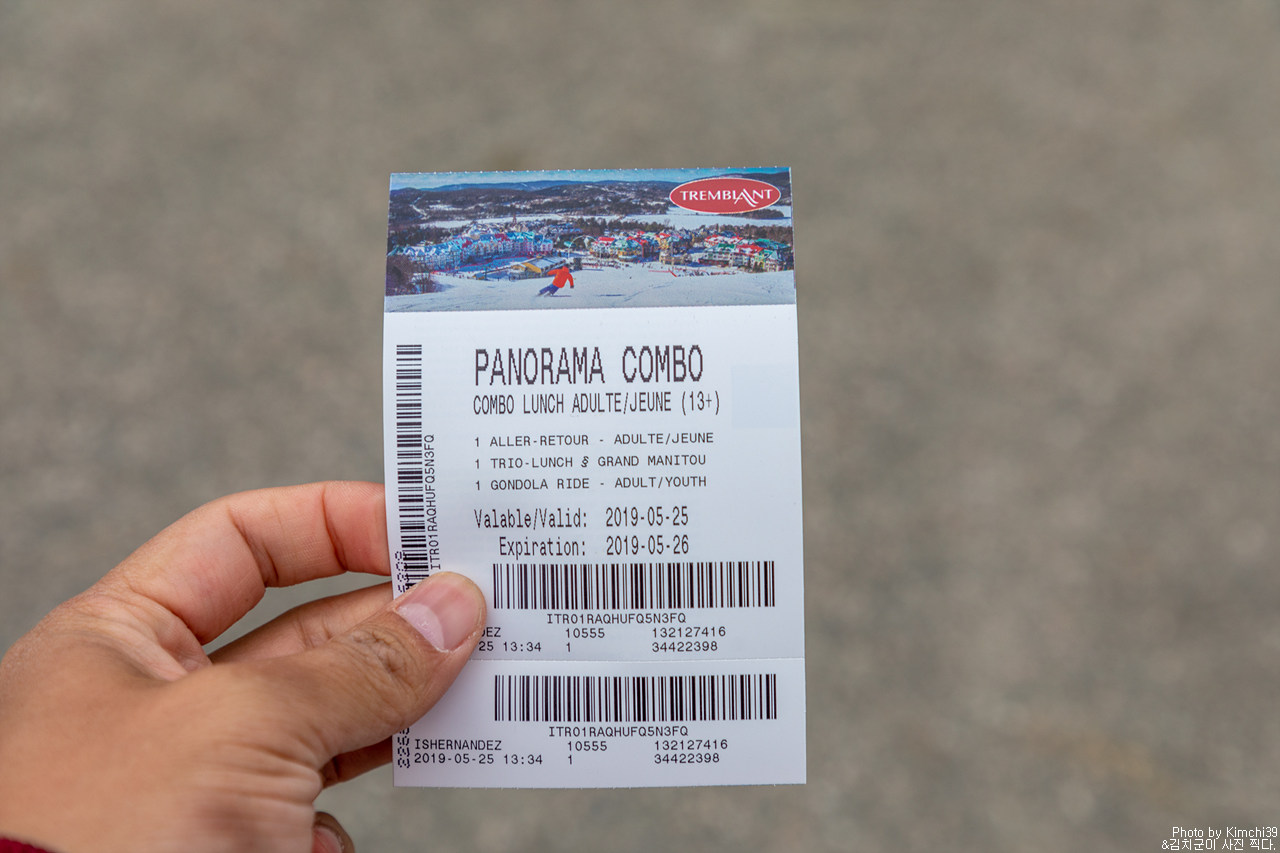 TREMBLANT
PANORAMA COMBO
COMBO LUNCH ADULTE/JEUNE (13+)
1 ALLER-RETOUR - ADULTE/JEUNE
1 TRIO-LUNCH & GRAND MANITOU
1 GONDOLA RIDE - ADULT/YOUTH
Valable/Valid: 2019-05-25
Expiration: 2019-05-26
ITR01RAQHUFQ5N3FQ
ITR01RAQHUFQ5N3FQ
DEZ 10555 132127416
25 13:34 1 34422398
ITR01RAQHUFQ5N3FQ
ISHERNANDEZ 10555 132127416
2019-05-25 13:34 1 34422398
Photo by Kimchi39
&김치군이 사진 찍다.